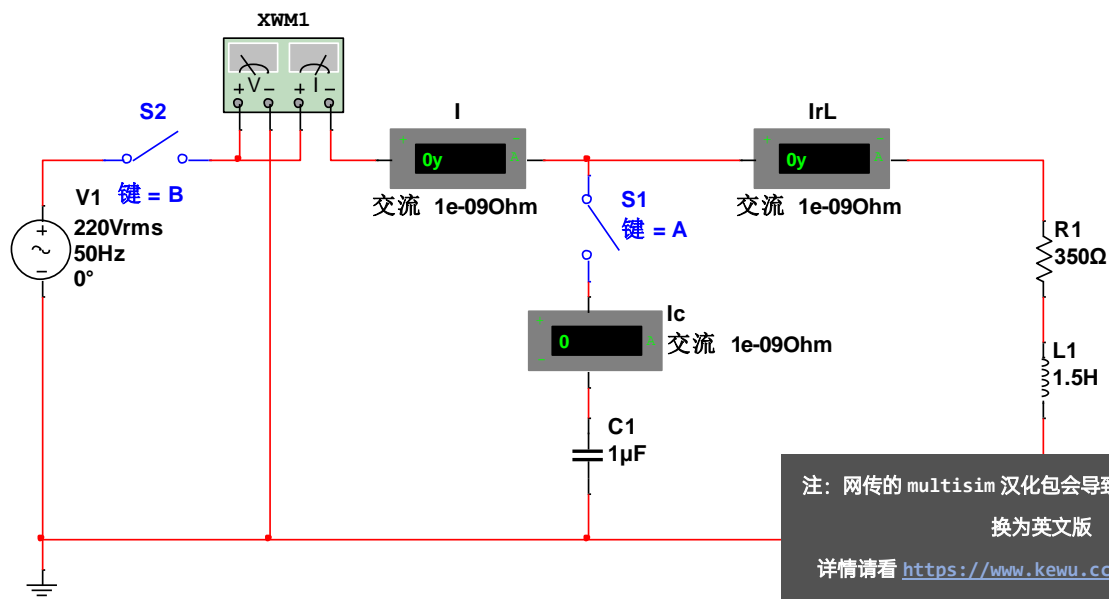 XWM1
V
I
+ − + −
S2
键 = B
V1
220Vrms
50Hz
0°
I
+ −
0y
A
交流 1e-09Ohm
S1
键 = A
IrL
+ −
0y
A
交流 1e-09Ohm
R1
350Ω
Ic
+
0
A
−
交流 1e-09Ohm
L1
1.5H
C1
1µF
注: 网传的 multisim 汉化包会导致
换为英文版
详情请看 https://www.kewu.cc